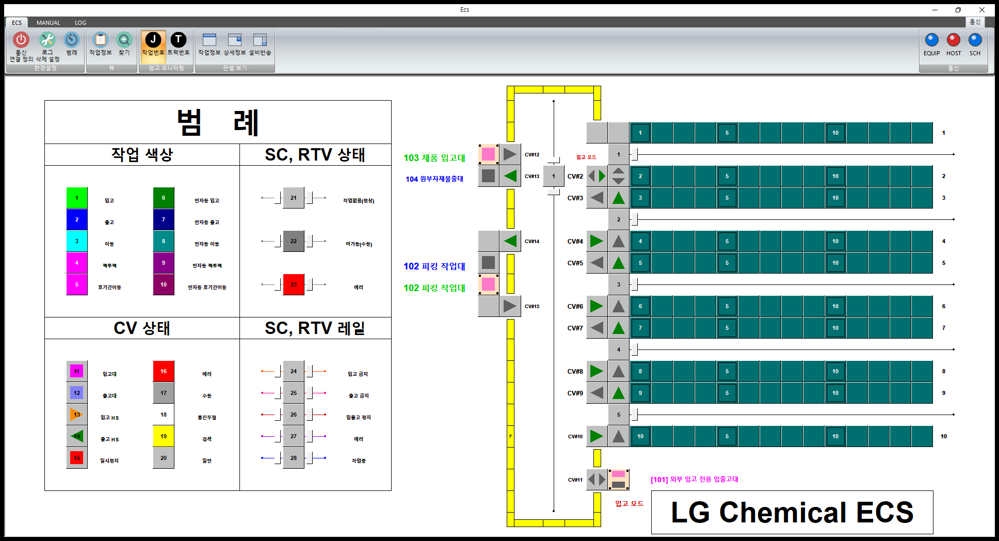 Ecs
ECS MANUAL LOG 통신
통신 연결 정의
로그 삭제 설정
범례
환경설정
작업정보
찾기
뷰
J
작업번호
T
트랙번호
창고 모니터링
작업정보
상세정보
설비반송
판넬 보기
EQUIP HOST SCH
통신
범 례
작업 색상
1 입고
2 출고
3 이동
4 랙투랙
5 호기간이동
6 반자동 입고
7 반자동 출고
8 반자동 이동
9 반자동 랙투랙
10 반자동 호기간이동
SC, RTV 상태
21 작업없음(정상)
22 미가동(수동)
23 에러
CV 상태
11 입고대
12 출고대
13 입고 HS
14 출고 HS
15 일시정지
16 에러
17 수동
18 통신두절
19 검색
20 일반
SC, RTV 레일
24 입고 금지
25 출고 금지
26 입출고 정지
27 에러
28 작업중
103 제품 입고대
CV#12
104 원부자재불출대
CV#13
1
CV#14
102 피킹 작업대
102 피킹 작업대
CV#15
F
1 5 10 1
입고 모드
1
CV#2 2 5 10 2
CV#3 3 5 10 3
2
CV#4 4 5 10 4
CV#5 5 5 10 5
3
CV#6 6 5 10 6
CV#7 7 5 10 7
4
CV#8 8 5 10 8
CV#9 9 5 10 9
5
CV#10 10 5 10 10
CV#11
[101] 외부 입고 전용 입출고대
입고 모드
LG Chemical ECS